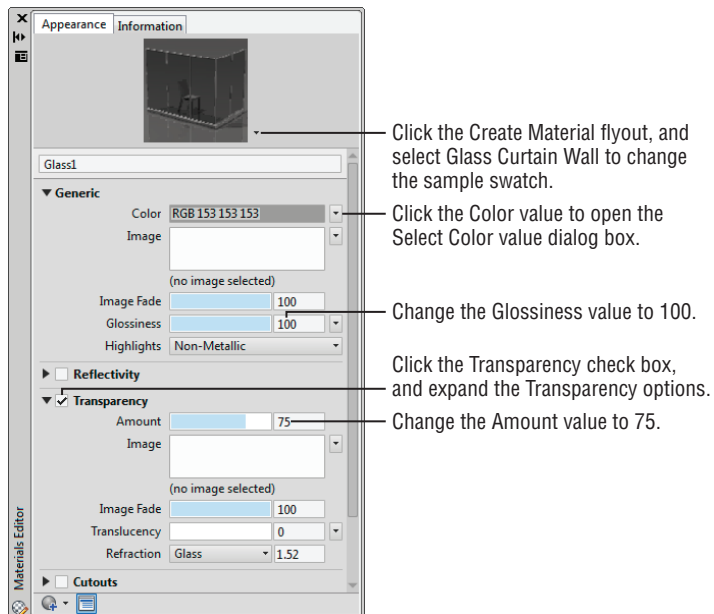 Appearance
Information
Glass1
Generic
Color RGB 153 153 153
Image
(no image selected)
Image Fade 100
Glossiness 100
Highlights Non-Metallic
Reflectivity
Transparency
Amount 75
Image
(no image selected)
Image Fade 100
Translucency 0
Refraction Glass 1.52
Cutouts
Materials Editor
Click the Create Material flyout, and
select Glass Curtain Wall to change
the sample swatch.
Click the Color value to open the
Select Color value dialog box.
Change the Glossiness value to 100.
Click the Transparency check box,
and expand the Transparency options.
Change the Amount value to 75.